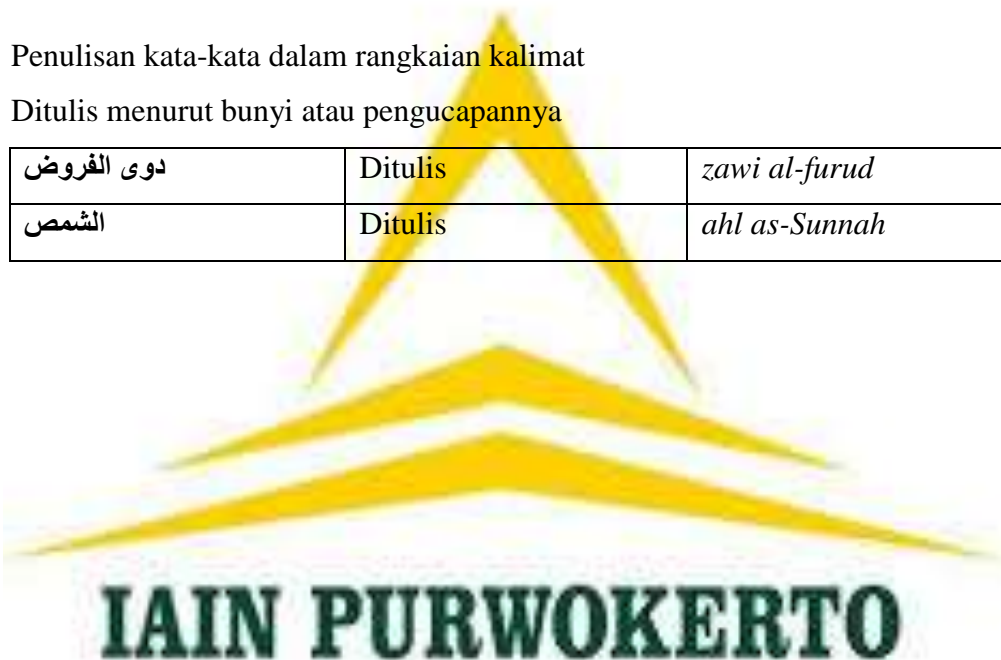 Penulisan kata-kata dalam rangkaian kalimat
Ditulis menurut bunyi atau pengucapannya
دوى الفروض Ditulis zawi al-furud
الشمص Ditulis ahl as-Sunnah
IAIN PURWOKERTO